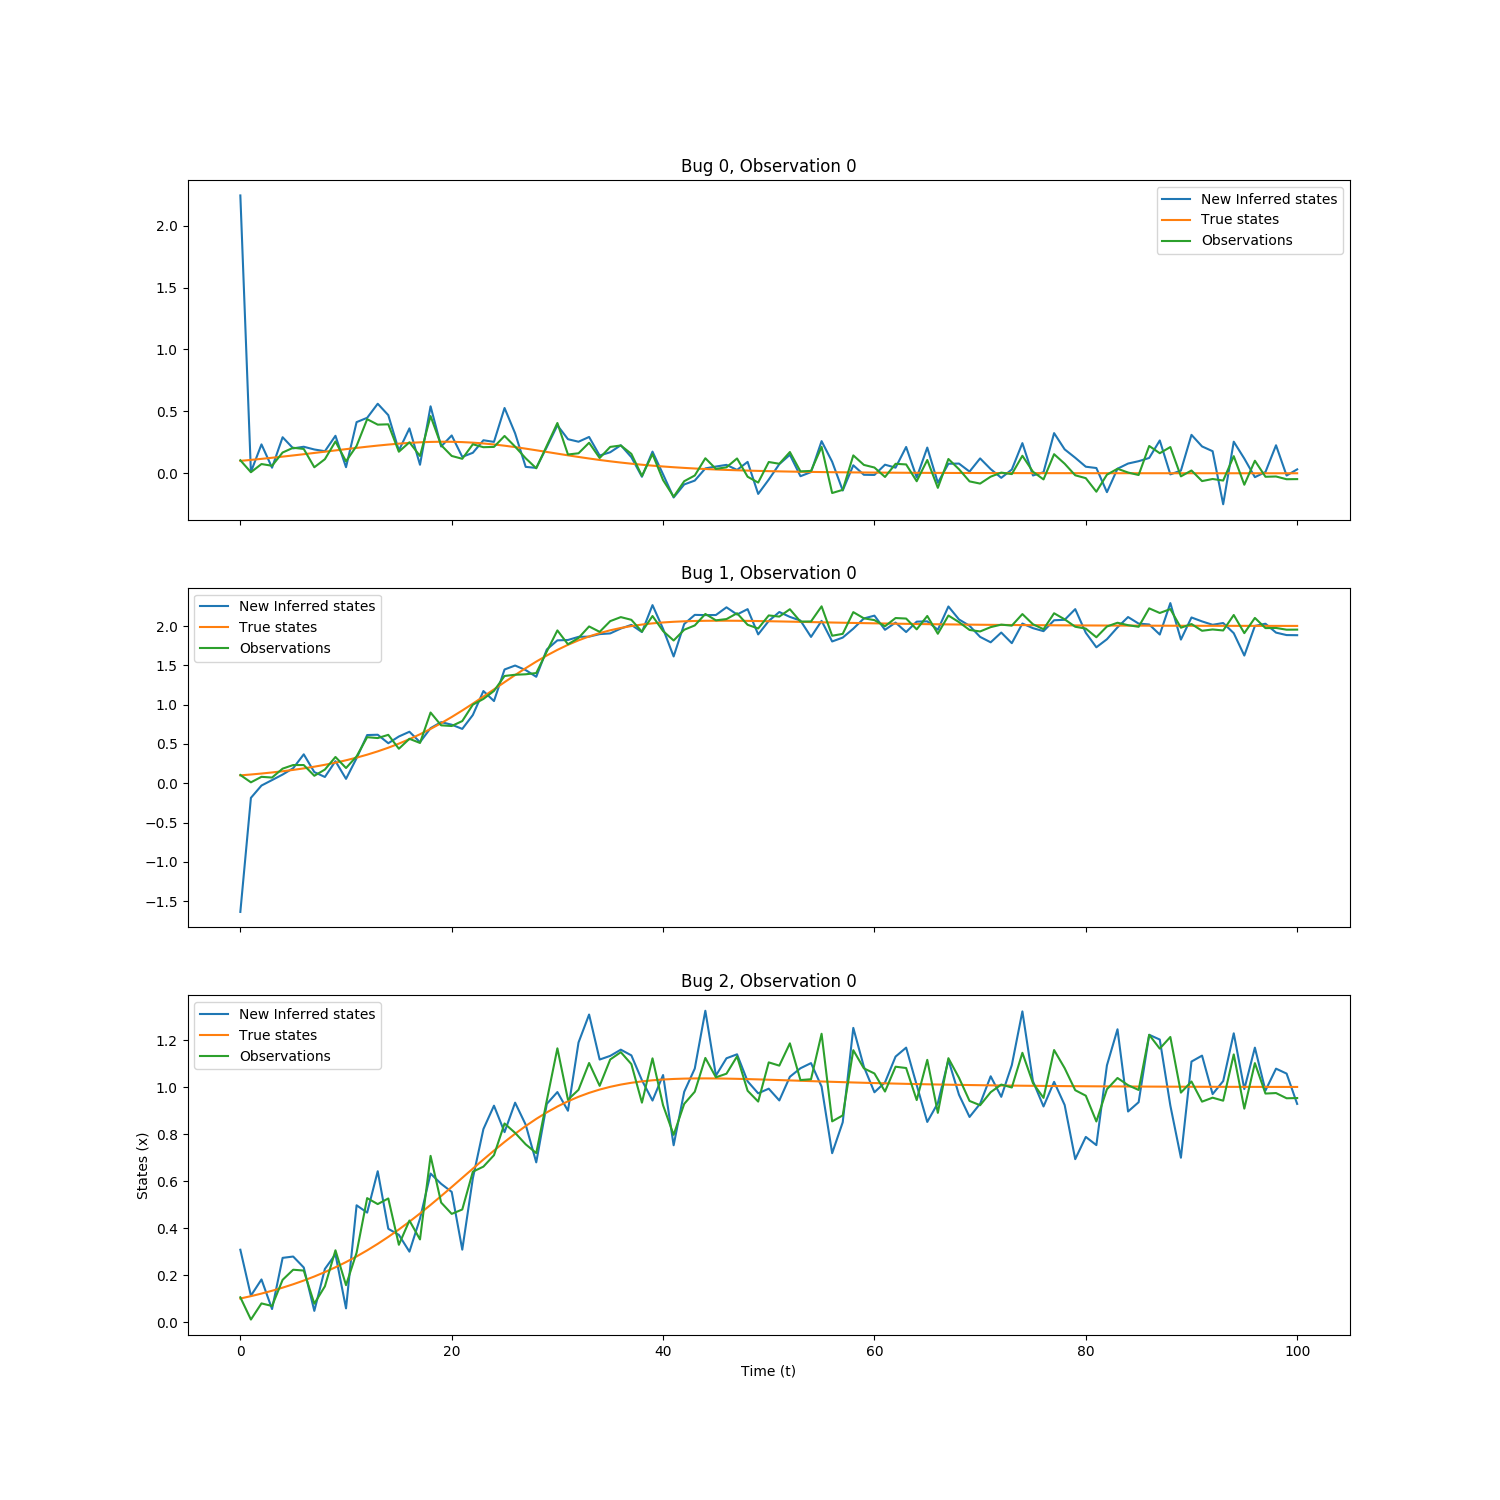 Bug 0, Observation 0
New Inferred states
True states
Observations
2.0
1.5
1.0
0.5
0.0
Bug 1, Observation 0
New Inferred states
True states
Observations
2.0
1.5
1.0
0.5
0.0
−0.5
−1.0
−1.5
Bug 2, Observation 0
New Inferred states
True states
Observations
1.2
1.0
0.8
0.6
0.4
0.2
0.0
States (x)
0 20 40 60 80 100
Time (t)